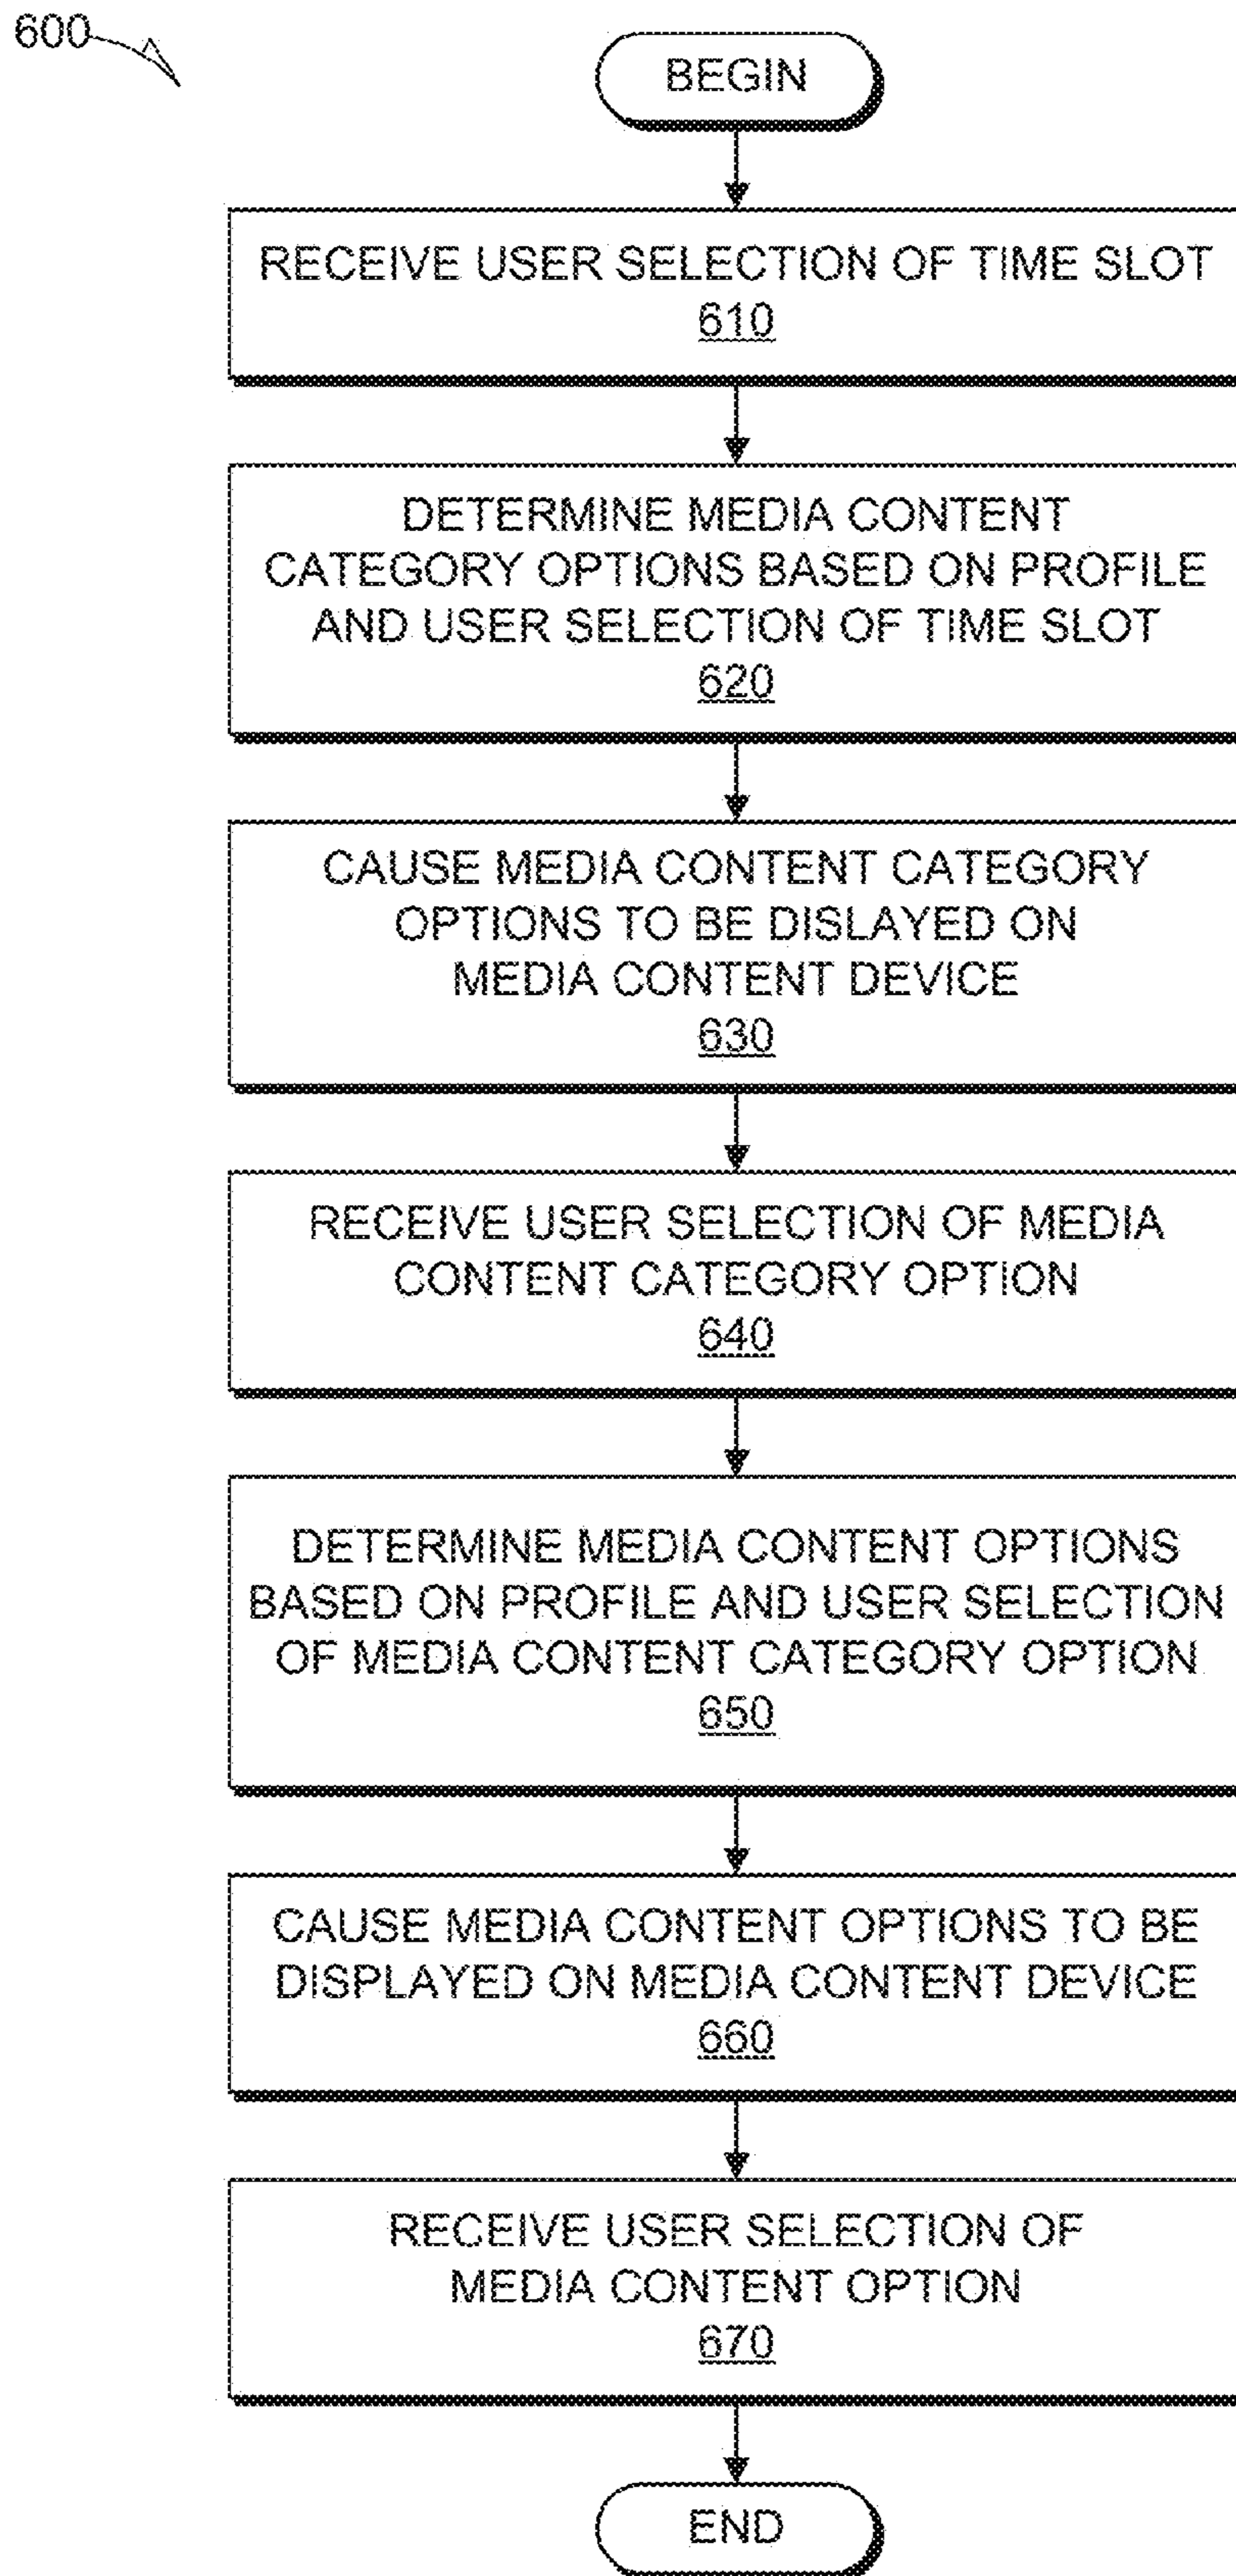 600
BEGIN
RECEIVE USER SELECTION OF TIME SLOT
610
DETERMINE MEDIA CONTENT
CATEGORY OPTIONS BASED ON PROFILE
AND USER SELECTION OF TIME SLOT
620
CAUSE MEDIA CONTENT CATEGORY
OPTIONS TO BE DISLAYED ON
MEDIA CONTENT DEVICE
630
RECEIVE USER SELECTION OF MEDIA
CONTENT CATEGORY OPTION
640
DETERMINE MEDIA CONTENT OPTIONS
BASED ON PROFILE AND USER SELECTION
OF MEDIA CONTENT CATEGORY OPTION
650
CAUSE MEDIA CONTENT OPTIONS TO BE
DISPLAYED ON MEDIA CONTENT DEVICE
660
RECEIVE USER SELECTION OF
MEDIA CONTENT OPTION
670
END